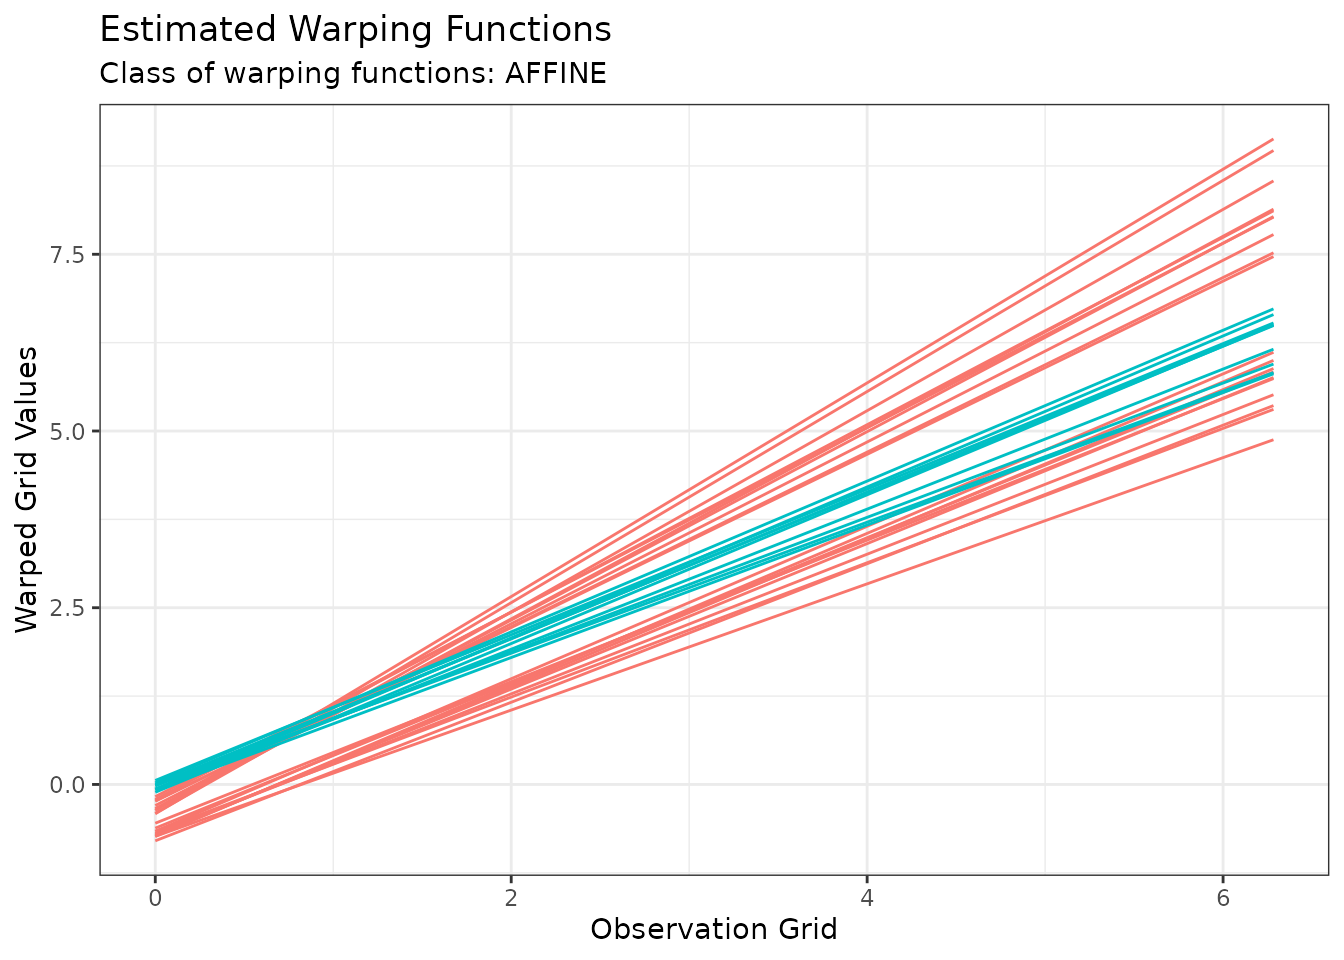 Estimated Warping Functions
Class of warping functions: AFFINE
Warped Grid Values
7.5
5.0
2.5
0.0
0
2
4
6
Observation Grid